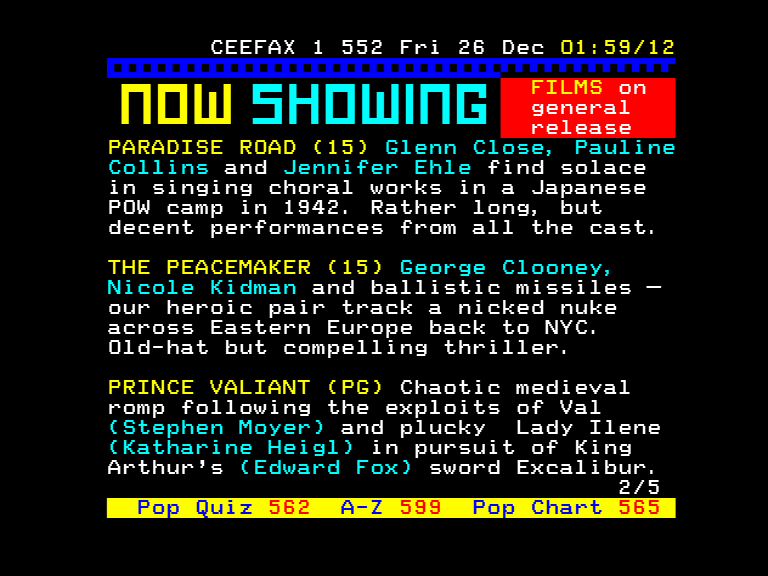 CEEFAX 1 552 Fri 26 Dec 01:59/12
NOW SHOWING
FILMS on
general
release
PARADISE ROAD (15) Glenn Close, Pauline
Collins and Jennifer Ehle find solace
in singing choral works in a Japanese
POW camp in 1942. Rather long, but
decent performances from all the cast.
THE PEACEMAKER (15) George Clooney,
Nicole Kidman and ballistic missiles —
our heroic pair track a nicked nuke
across Eastern Europe back to NYC.
Old-hat but compelling thriller.
PRINCE VALIANT (PG) Chaotic medieval
romp following the exploits of Val
(Stephen Moyer) and plucky  Lady Ilene
(Katharine Heigl) in pursuit of King
Arthur's (Edward Fox) sword Excalibur.
2/5
Pop Quiz 562  A-Z 599  Pop Chart 565